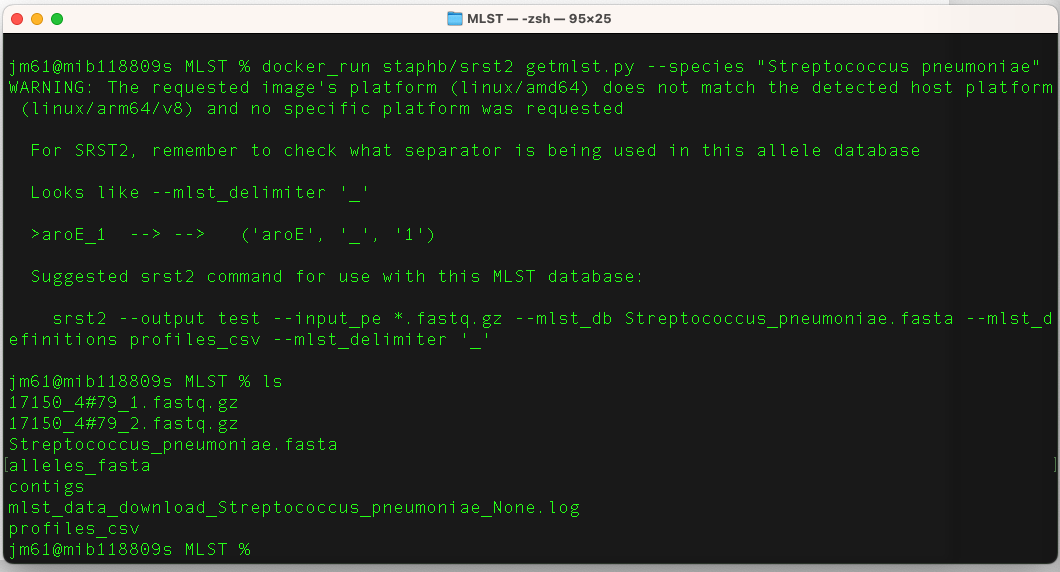 MLST — -zsh — 95×25
jm61@mib118809s MLST % docker_run staphb/srst2 getmlst.py --species "Streptococcus pneumoniae"
WARNING: The requested image's platform (linux/amd64) does not match the detected host platform
(linux/arm64/v8) and no specific platform was requested
For SRST2, remember to check what separator is being used in this allele database
Looks like --mlst_delimiter '_'
>aroE_1  --> -->   ('aroE', '_', '1')
Suggested srst2 command for use with this MLST database:
srst2 --output test --input_pe *.fastq.gz --mlst_db Streptococcus_pneumoniae.fasta --mlst_d
efinitions profiles_csv --mlst_delimiter '_'
jm61@mib118809s MLST % ls
17150_4#79_1.fastq.gz
17150_4#79_2.fastq.gz
Streptococcus_pneumoniae.fasta
[alleles_fasta ]
contigs
mlst_data_download_Streptococcus_pneumoniae_None.log
profiles_csv
jm61@mib118809s MLST %